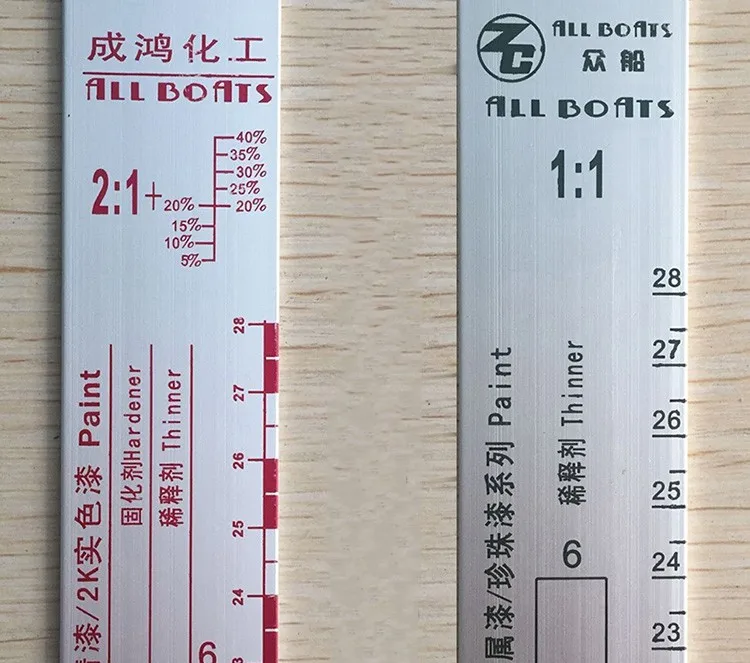 成鸿化工
ALL BOATS
2:1+
40%
35%
30%
25%
20% 20%
15%
10%
5%
28
27
26
25
24
漆/2K实色漆 Paint
固化剂Hardener
稀释剂 Thinner
6
ZC
ALL BOATS
众船
ALL BOATS
1:1
28
27
26
25
24
23
属漆/珍珠漆系列 Paint
稀释剂 Thinner
6